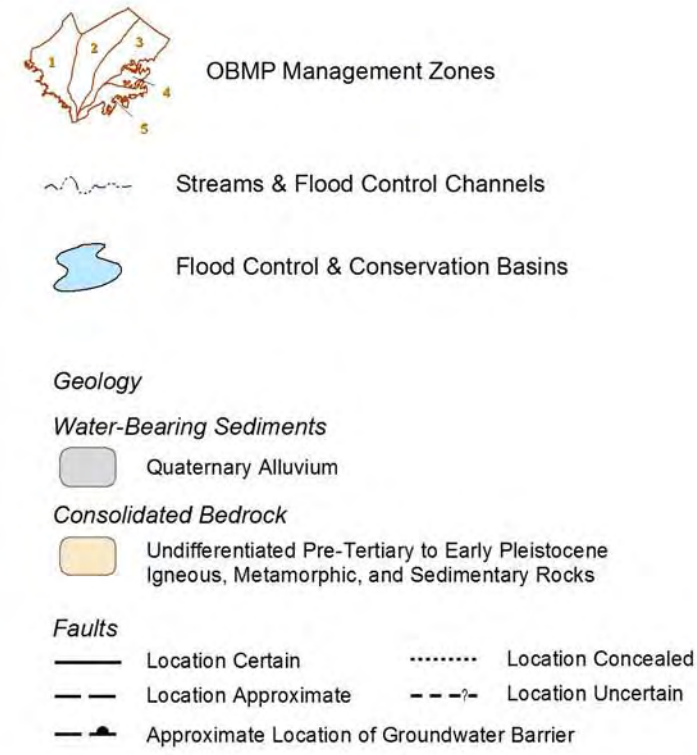 1
2
3
4
5
OBMP Management Zones
Streams & Flood Control Channels
Flood Control & Conservation Basins
Geology
Water-Bearing Sediments
Quaternary Alluvium
Consolidated Bedrock
Undifferentiated Pre-Tertiary to Early Pleistocene
Igneous, Metamorphic, and Sedimentary Rocks
Faults
Location Certain
Location Concealed
Location Approximate
?
Location Uncertain
Approximate Location of Groundwater Barrier